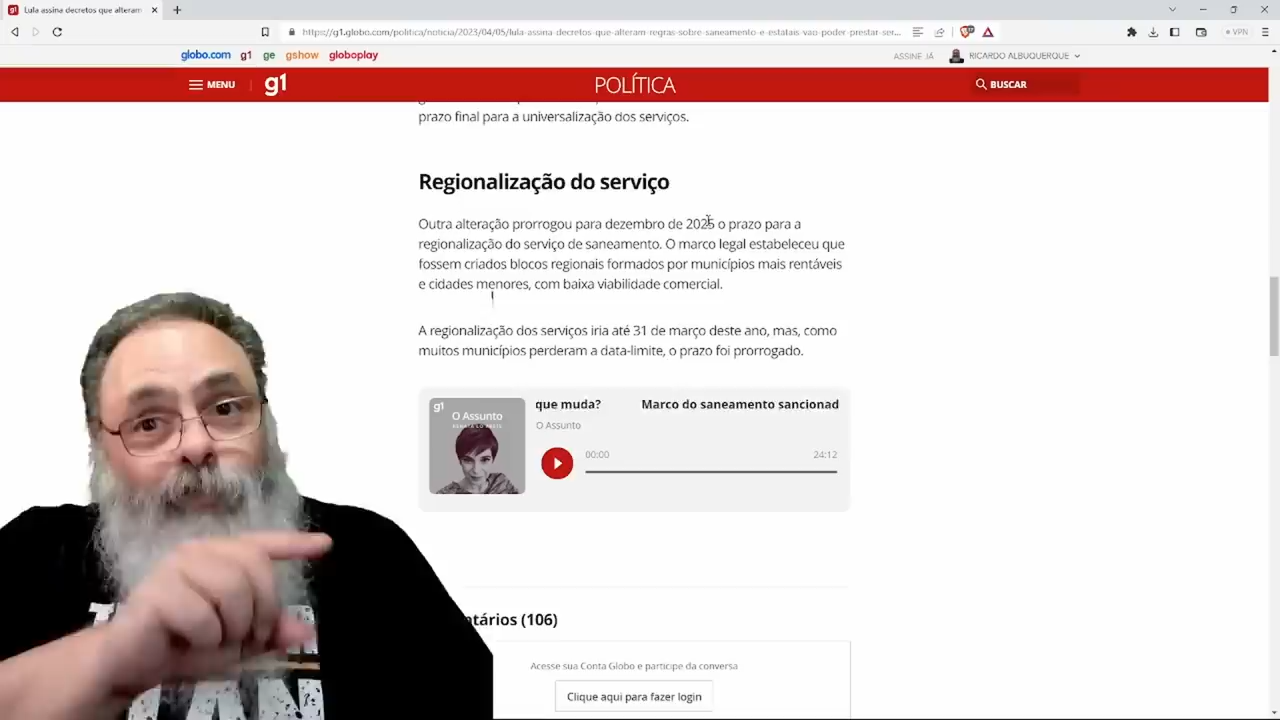 Lula assina decretos que alteram
https://g1.globo.com/politica/noticia/2023/04/05/lula-assina-decretos-que-alteram-regras-sobre-saneamento-e-estatais-vao-poder-prestar-ser...
VPN
globo.com g1 ge gshow globoplay
ASSINE JÁ
RICARDO ALBUQUERQUE
MENU
g1
POLÍTICA
BUSCAR
prazo final para a universalização dos serviços.
Regionalização do serviço
Outra alteração prorrogou para dezembro de 2025 o prazo para a
regionalização do serviço de saneamento. O marco legal estabeleceu que
fossem criados blocos regionais formados por municípios mais rentáveis
e cidades menores, com baixa viabilidade comercial.
A regionalização dos serviços iria até 31 de março deste ano, mas, como
muitos municípios perderam a data-limite, o prazo foi prorrogado.
g1
O Assunto
que muda? Marco do saneamento sancionad
O Assunto
00:00
24:12
ntários (106)
Acesse sua Conta Globo e participe da conversa
Clique aqui para fazer login